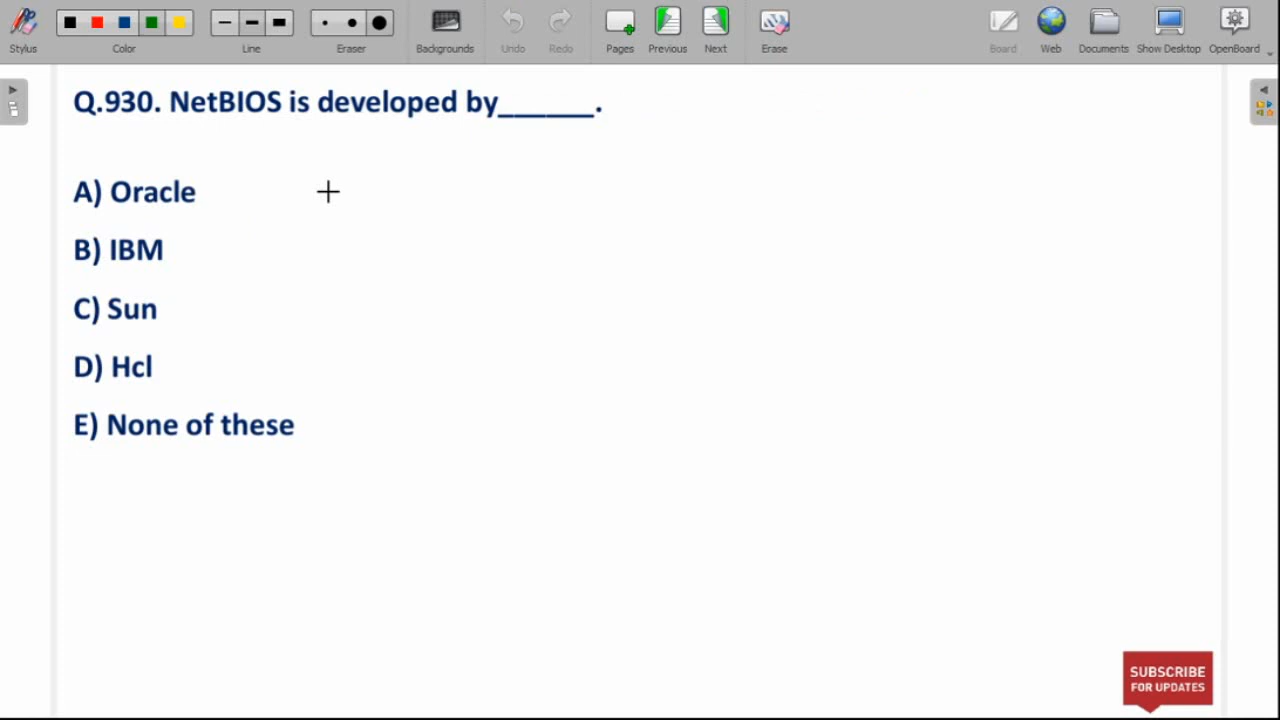 Stylus
Color
Line
Eraser
Backgrounds
Undo
Redo
Pages
Previous
Next
Erase
Board
Web
Documents
Show Desktop
OpenBoard
Q.930. NetBIOS is developed by______.
A) Oracle
B) IBM
C) Sun
D) Hcl
E) None of these
SUBSCRIBE
FOR UPDATES